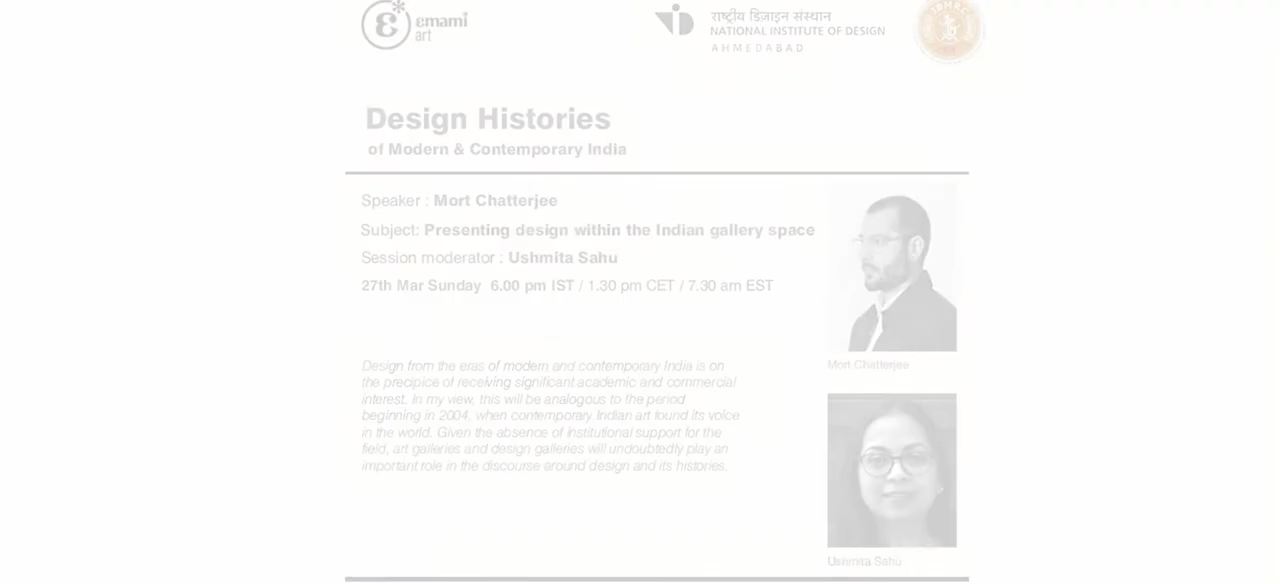 emami
art
राष्ट्रीय डिज़ाइन संस्थान
NATIONAL INSTITUTE OF DESIGN
AHMEDABAD
JBMRC
Design Histories
of Modern & Contemporary India
Speaker : Mort Chatterjee
Subject: Presenting design within the Indian gallery space
Session moderator : Ushmita Sahu
27th Mar Sunday 6.00 pm IST / 1.30 pm CET / 7.30 am EST
Design from the eras of modern and contemporary India is on
the precipice of receiving significant academic and commercial
interest. In my view, this will be analogous to the period
beginning in 2004, when contemporary Indian art found its voice
in the world. Given the absence of institutional support for the
field, art galleries and design galleries will undoubtedly play an
important role in the discourse around design and its histories.
Mort Chatterjee
Ushmita Sahu